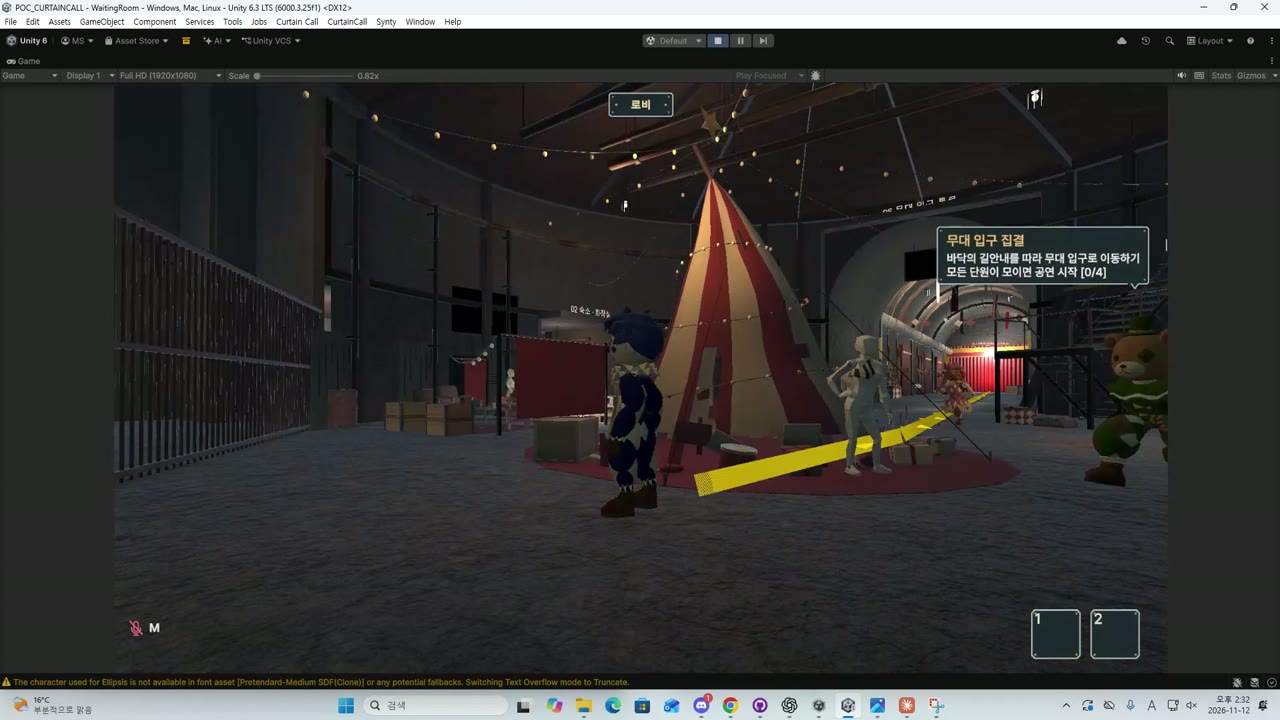 POC_CURTAINCALL - WaitingRoom - Windows, Mac, Linux - Unity 6.3 LTS (6000.3.25f1) <DX12>
File Edit Assets GameObject Component Services Tools Jobs Curtain Call CurtainCall Synty Window Help
Unity 6 MS Asset Store AI Unity VCS Default Layout
Game
Game Display 1 Full HD (1920x1080) Scale 0.82x Play Focused Stats Gizmos
로비
무대 입구 집결
바닥의 길안내를 따라 무대 입구로 이동하기
모든 단원이 모이면 공연 시작 [0/4]
02 숙소 · 화장실
M
1 2
The character used for Ellipsis is not available in font asset [Pretendard-Medium SDF(Clone)] or any potential fallbacks. Switching Text Overflow mode to Truncate.
16°C
부분적으로 맑음
검색
1
A
오후 2:32
2026-11-12